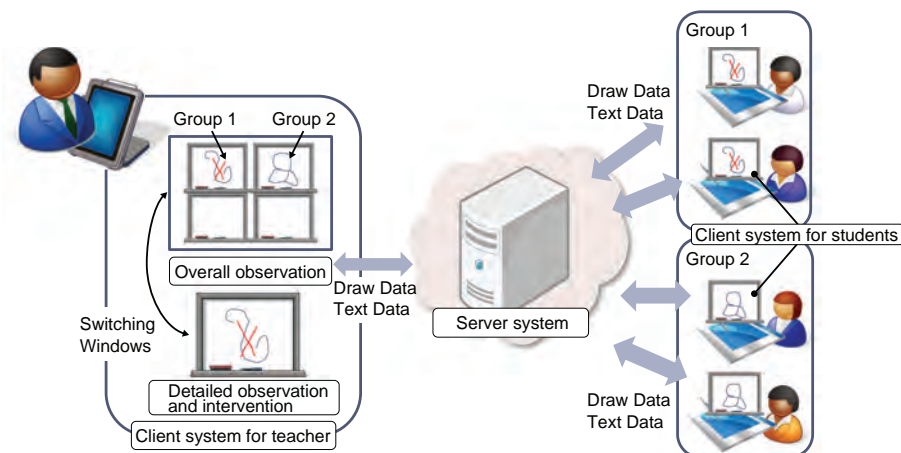 Group 1
Group 2
Overall observation
Switching
Windows
Detailed observation
and intervention
Client system for teacher
Draw Data
Text Data
Server system
Draw Data
Text Data
Group 1
Client system for students
Group 2
Draw Data
Text Data